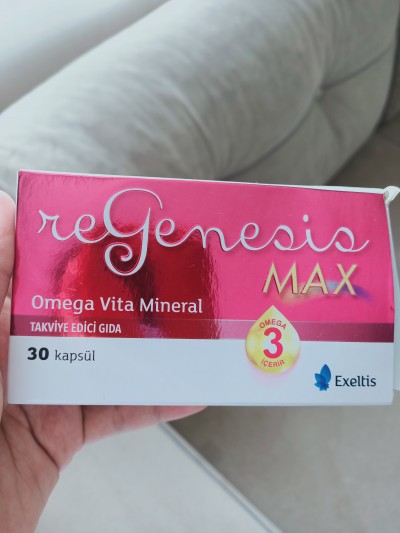 reGenesis
MAX
Omega Vita Mineral
TAKVİYE EDİCİ GIDA
30 kapsül
OMEGA
3
İÇERİR
Exeltis